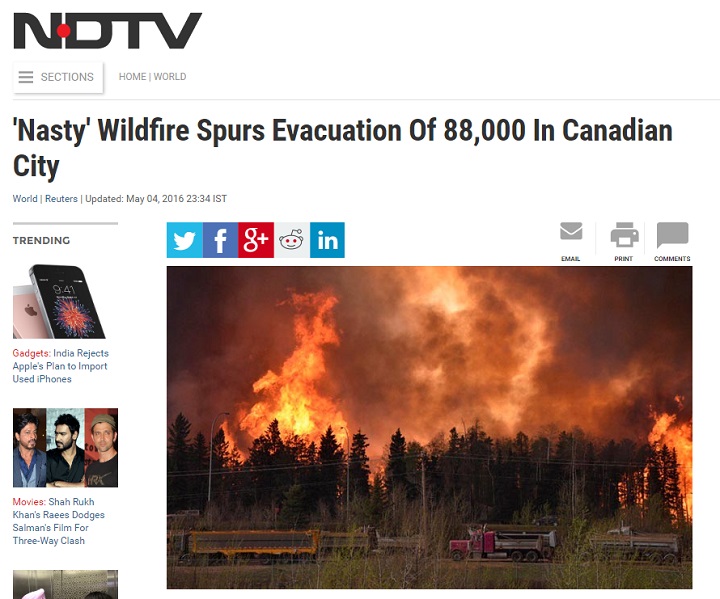 NDTV
SECTIONS
HOME | WORLD
'Nasty' Wildfire Spurs Evacuation Of 88,000 In Canadian
City
World | Reuters | Updated: May 04, 2016 23:34 IST
TRENDING
f g+ in
EMAIL
PRINT
COMMENTS
9:41
Gadgets: India Rejects
Apple's Plan to Import
Used iPhones
Movies: Shah Rukh
Khan's Raees Dodges
Salman's Film For
Three-Way Clash